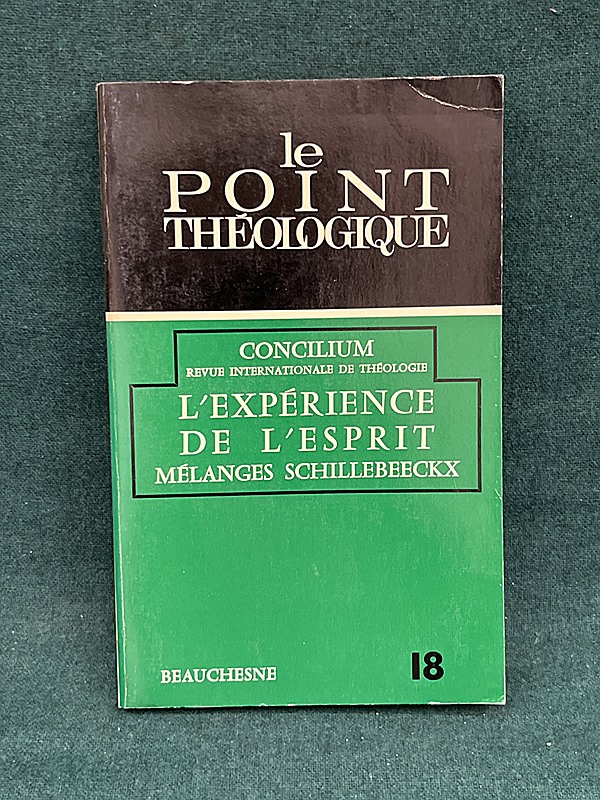 le
POINT
THÉOLOGIQUE
CONCILIUM
REVUE INTERNATIONALE DE THÉOLOGIE
L'EXPÉRIENCE
DE L'ESPRIT
MÉLANGES SCHILLEBEECKX
BEAUCHESNE
18